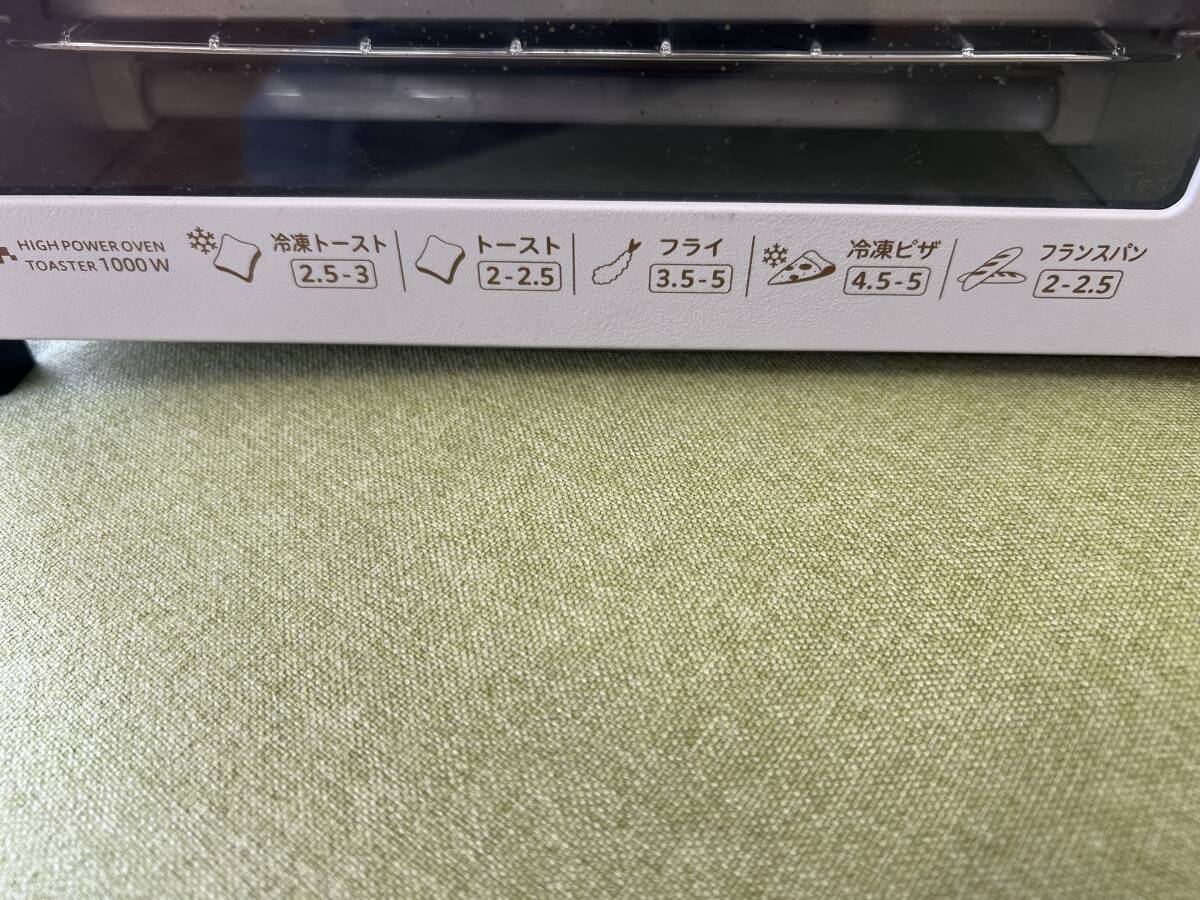 HIGH POWER OVEN
TOASTER 1000 W
冷凍トースト
2.5-3
トースト
2-2.5
フライ
3.5-5
冷凍ピザ
4.5-5
フランスパン
2-2.5